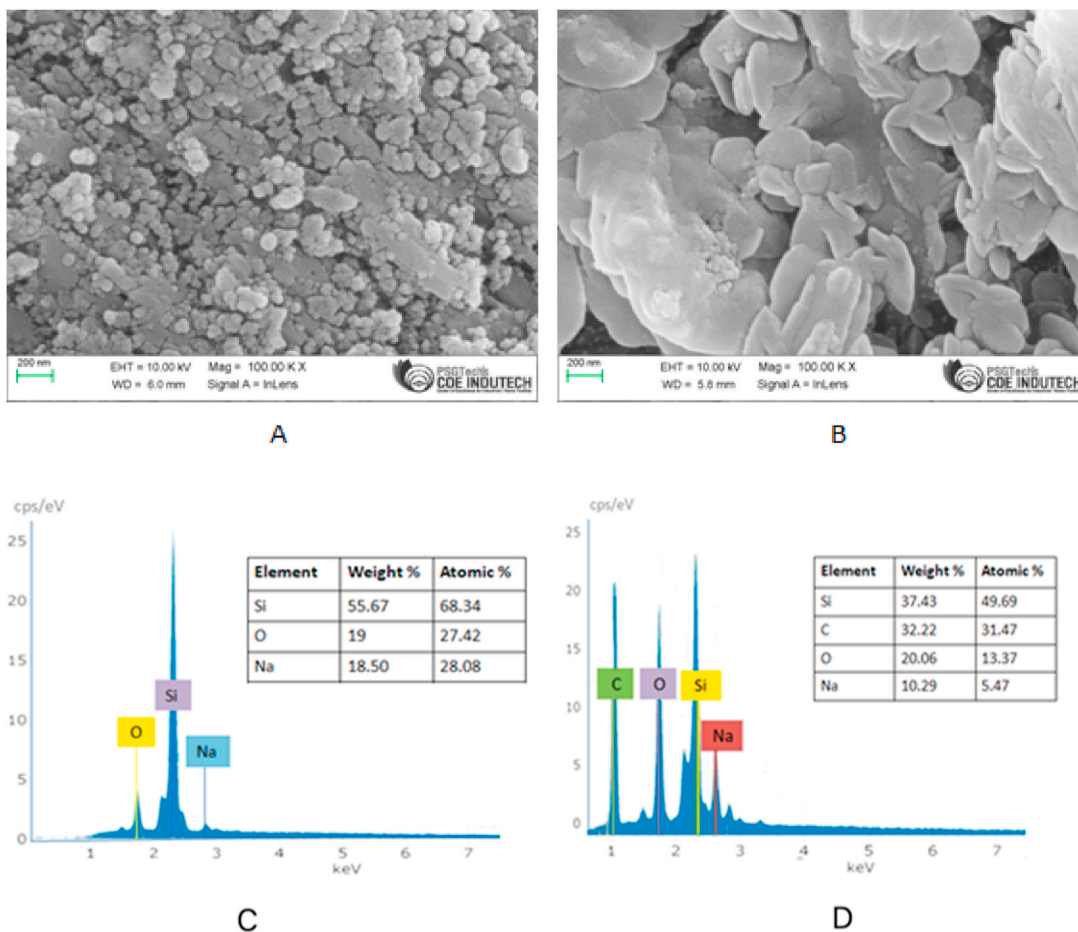 200 nm
EHT = 10.00 kV Mag = 100.00 K X
WD = 6.0 mm Signal A = InLens
PSGTech's
COE INDUTECH
A
200 nm
EHT = 10.00 kV Mag = 100.00 K X
WD = 5.8 mm Signal A = InLens
PSGTech's
COE INDUTECH
B
cps/eV
25
20
15
10
5
0
Element Weight % Atomic %
Si 55.67 68.34
O 19 27.42
Na 18.50 28.08
O
Si
Na
1 2 3 4 5 6 7
keV
C
cps/eV
25
20
15
10
5
0
Element Weight % Atomic %
Si 37.43 49.69
C 32.22 31.47
O 20.06 13.37
Na 10.29 5.47
C O Si
Na
1 2 3 4 5 6 7
keV
D